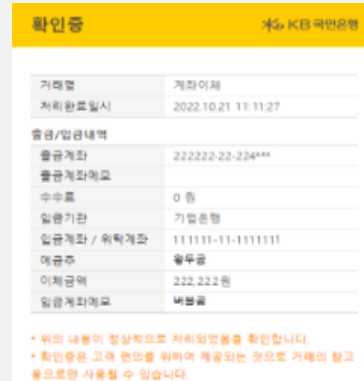 확인증
KB 국민은행
거래명 계좌이체
처리완료일시 2022.10.21 11:11:27
출금/입금내역
출금계좌 222222-22-224***
출금계좌메모
수수료 0 원
입금기관 기업은행
입금계좌 / 위탁계좌 111111-11-111111
예금주 왕두꿈
이체금액 222,222원
입금계좌메모
* 위의 내용이 정상적으로 처리되었음을 확인합니다.
* 확인증은 고객 편의를 위하여 제공되는 것으로 거래의 참고
용으로만 사용될 수 있습니다.